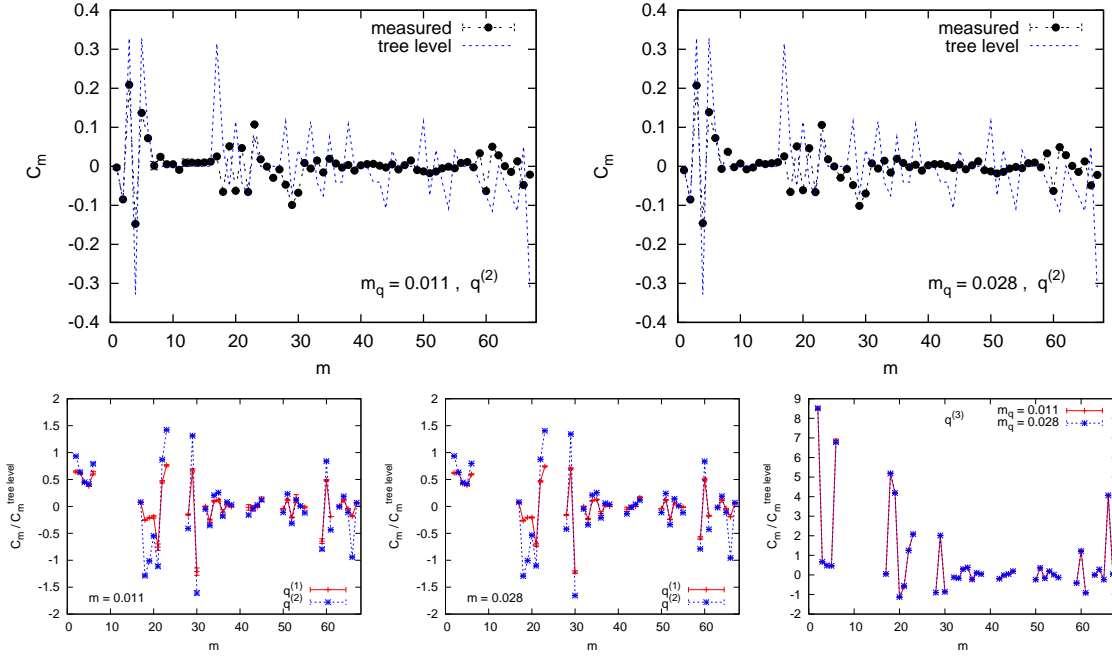 measured
tree level
0.4
0.3
0.2
0.1
0
-0.1
-0.2
-0.3
-0.4
C_m
m_q = 0.011 , q^(2)
0 10 20 30 40 50 60
m
measured
tree level
0.4
0.3
0.2
0.1
0
-0.1
-0.2
-0.3
-0.4
C_m
m_q = 0.028 , q^(2)
0 10 20 30 40 50 60
m
2
1.5
1
0.5
0
-0.5
-1
-1.5
-2
C_m / C_m^tree level
m = 0.011
q^(1)
q^(2)
0 10 20 30 40 50 60
m
2
1.5
1
0.5
0
-0.5
-1
-1.5
-2
C_m / C_m^tree level
m = 0.028
q^(1)
q^(2)
0 10 20 30 40 50 60
m
9
8
7
6
5
4
3
2
1
0
-1
-2
C_m / C_m^tree level
q^(3)
m_q = 0.011
m_q = 0.028
0 10 20 30 40 50 60
m